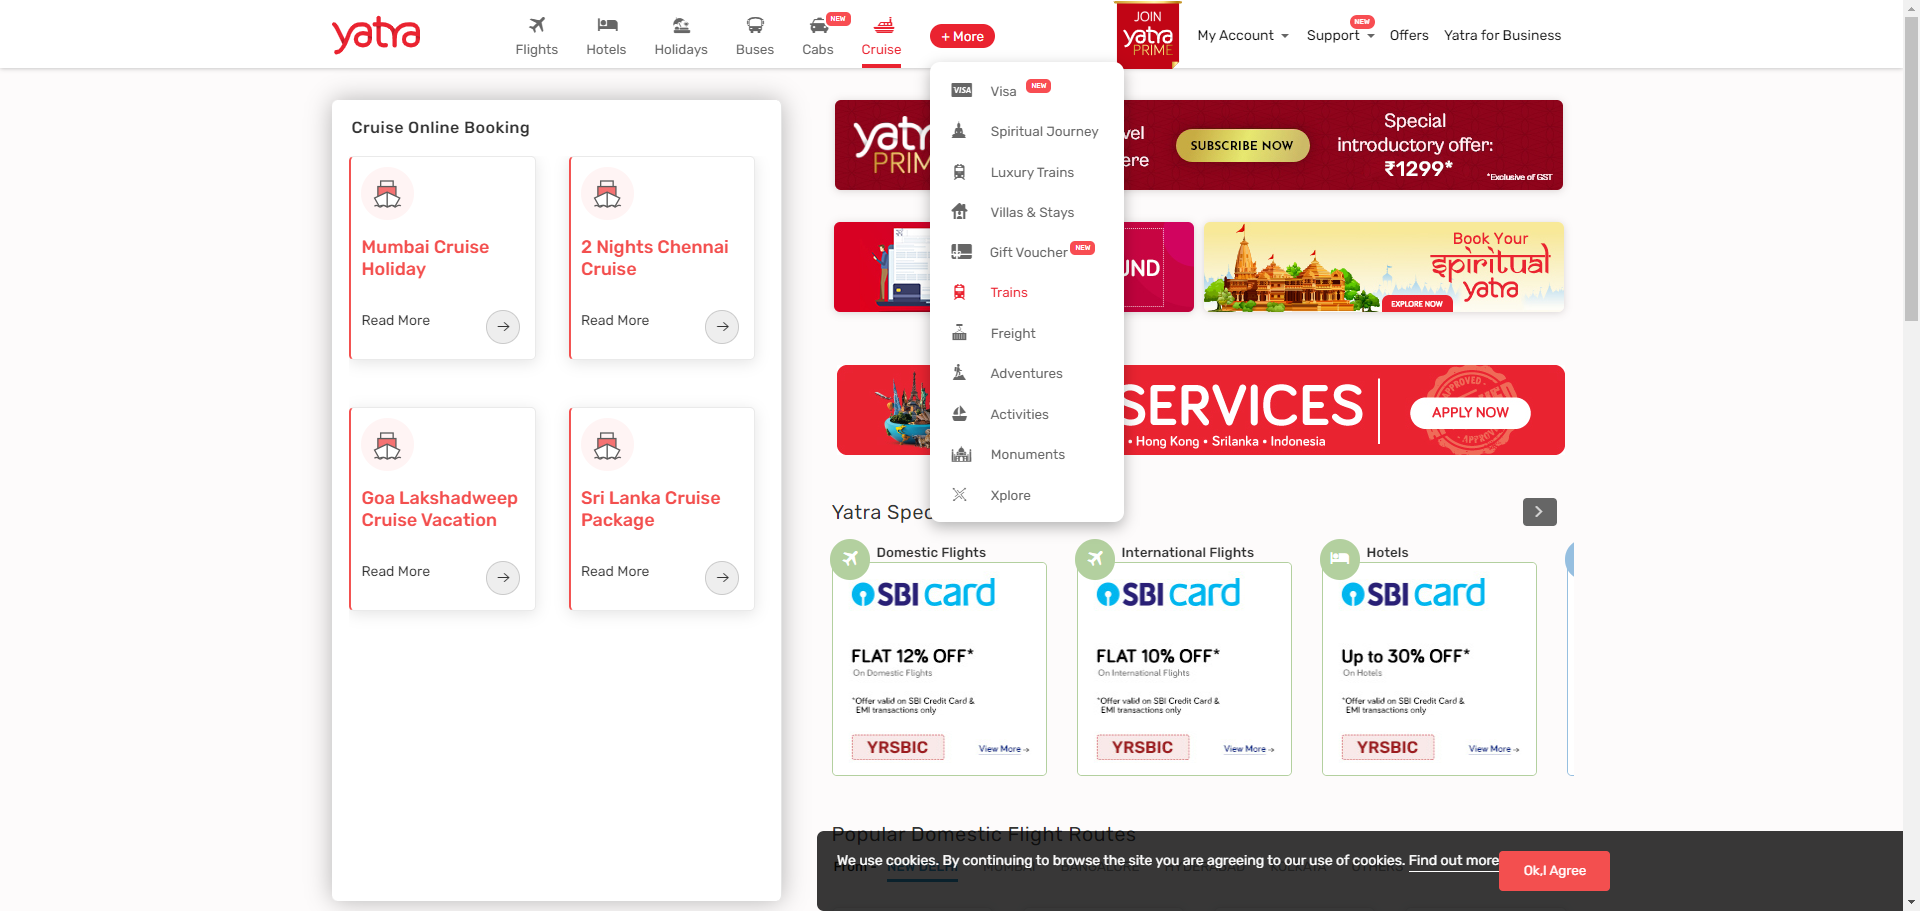 yatra
Flights
Hotels
Holidays
Buses
Cabs
NEW
Cruise
+ More
JOIN
yatra
PRIME
My Account
Support
NEW
Offers
Yatra for Business
Visa NEW
Spiritual Journey
Luxury Trains
Villas & Stays
Gift Voucher NEW
Trains
Freight
Adventures
Activities
Monuments
Xplore
Cruise Online Booking
Mumbai Cruise
Holiday
Read More
2 Nights Chennai
Cruise
Read More
Goa Lakshadweep
Cruise Vacation
Read More
Sri Lanka Cruise
Package
Read More
yatra
PRIME
vel
ere
SUBSCRIBE NOW
Special
introductory offer:
₹1299*
*Exclusive of GST
UND
Book Your
spiritual
yatra
EXPLORE NOW
SERVICES
• Hong Kong • Srilanka • Indonesia
APPROVED
APPLY NOW
Yatra Spec
Domestic Flights
SBI card
FLAT 12% OFF*
On Domestic Flights
*Offer valid on SBI Credit Card &
EMI transactions only
YRSBIC
View More
International Flights
SBI card
FLAT 10% OFF*
On International Flights
*Offer valid on SBI Credit Card &
EMI transactions only
YRSBIC
View More
Hotels
SBI card
Up to 30% OFF*
On Hotels
*Offer valid on SBI Credit Card &
EMI transactions only
YRSBIC
View More
Popular Domestic Flight Routes
From
NEW DELHI
MUMBAI
BANGALORE
HYDERABAD
KOLKATA
OTHERS
We use cookies. By continuing to browse the site you are agreeing to our use of cookies. Find out more
Ok,I Agree